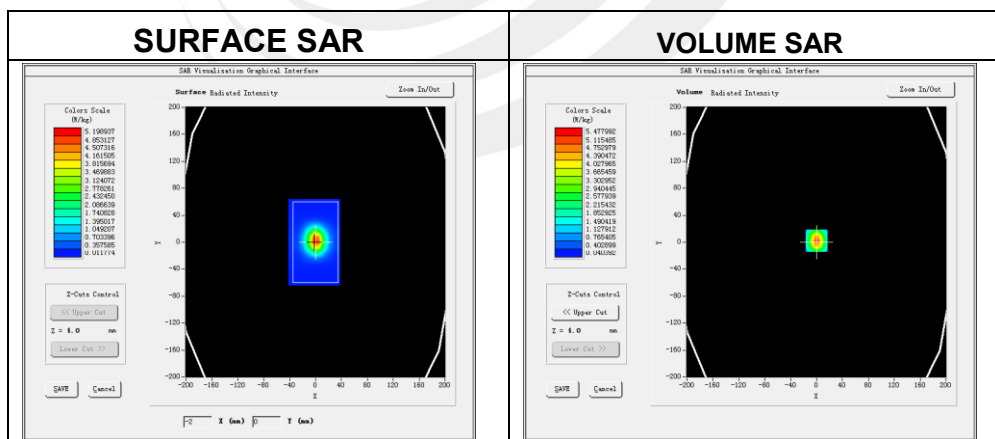 SURFACE SAR
VOLUME SAR
SAR Visualisation Graphical Interface
Surface Radiated Intensity
Zoom In/Out
Colors Scale
(W/kg)
5.198937
4.853127
4.507316
4.161505
3.815694
3.469883
3.124072
2.778261
2.432450
2.086639
1.740828
1.395017
1.049207
0.703396
0.357585
0.011774
200
160
120
80
40
0
-40
-80
-120
-160
-200
Y
-200 -160 -120 -80 -40 0 40 80 120 160 200
X
Z-Cuts Control
<< Upper Cut
Z = 4.0 mm
Lower Cut >>
SAVE Cancel
-2 X (mm) 0 Y (mm)
SAR Visualisation Graphical Interface
Volume Radiated Intensity
Zoom In/Out
Colors Scale
(W/kg)
5.477992
5.115485
4.752979
4.390472
4.027965
3.665459
3.302952
2.940445
2.577939
2.215432
1.852925
1.490419
1.127912
0.765405
0.402899
0.040392
200
160
120
80
40
0
-40
-80
-120
-160
-200
Y
-200 -160 -120 -80 -40 0 40 80 120 160 200
X
Z-Cuts Control
<< Upper Cut
Z = 4.0 mm
Lower Cut >>
SAVE Cancel